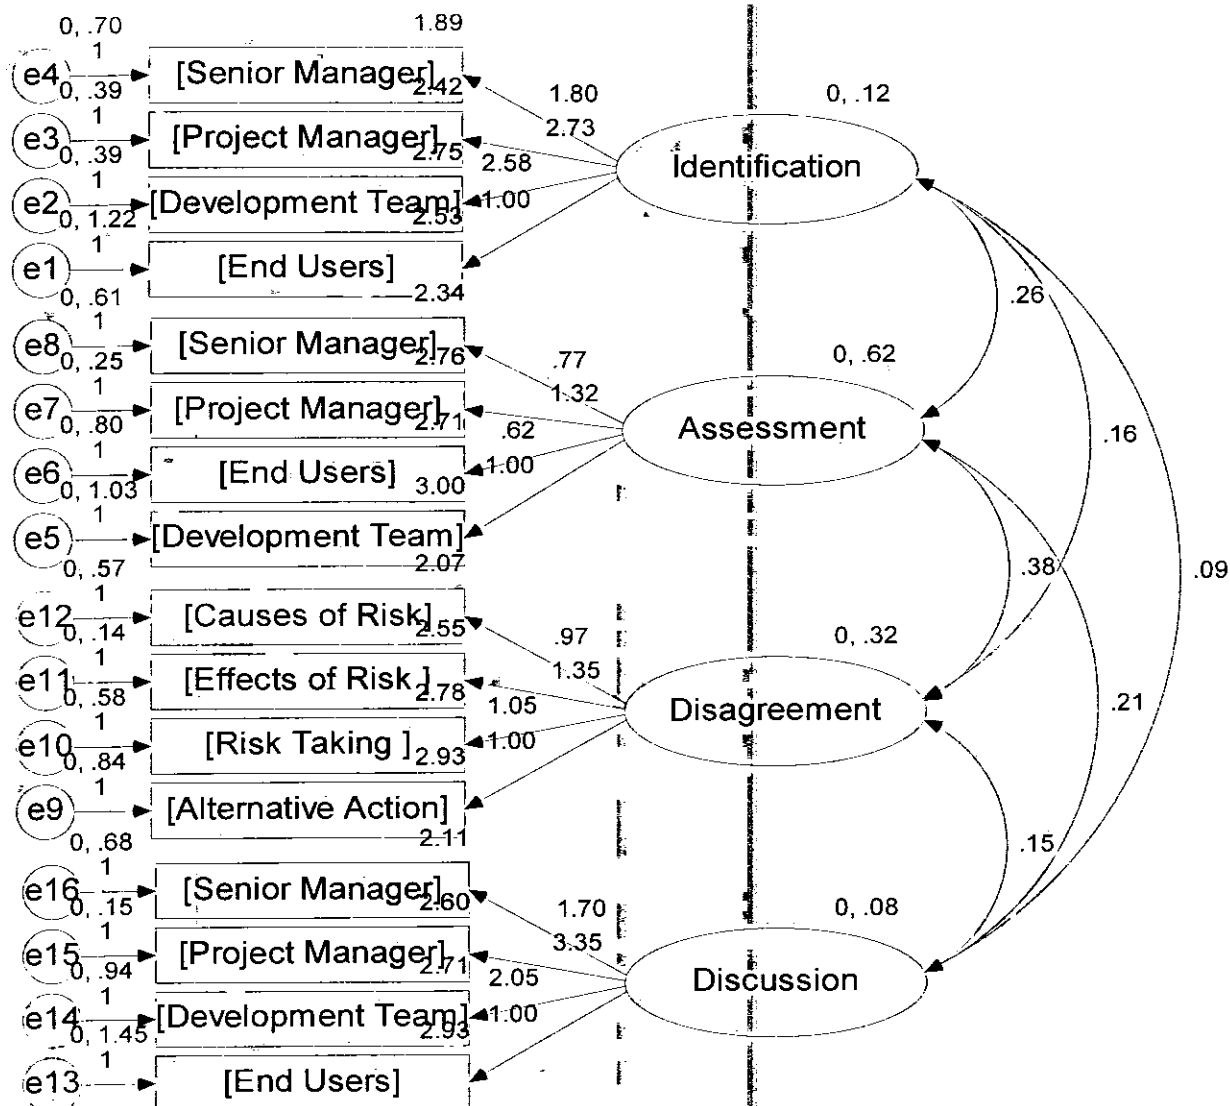 0, .70
1.89
1
e4
[Senior Manager]
0, .39
2.42
1.80
0, .12
1
2.73
e3
[Project Manager]
0, .39
2.75
2.58
Identification
1
e2
[Development Team]
1.00
0, 1.22
2.53
1
e1
[End Users]
.26
0, .61
2.34
1
e8
[Senior Manager]
0, .25
2.76
.77
0, .62
1
1.32
e7
[Project Manager]
0, .80
2.71
.62
Assessment
.16
1
e6
[End Users]
1.00
0, 1.03
3.00
1
e5
[Development Team]
0, .57
2.07
.38
.09
1
e12
[Causes of Risk]
0, .14
2.55
.97
0, .32
1
1.35
e11
[Effects of Risk ]
0, .58
2.78
1.05
Disagreement
.21
1
e10
[Risk Taking ]
1.00
0, .84
2.93
1
e9
[Alternative Action]
0, .68
2.11
.15
1
e16
[Senior Manager]
0, .15
2.60
1.70
0, .08
1
3.35
e15
[Project Manager]
0, .94
2.71
2.05
Discussion
1
e14
[Development Team]
1.00
0, 1.45
2.93
1
e13
[End Users]